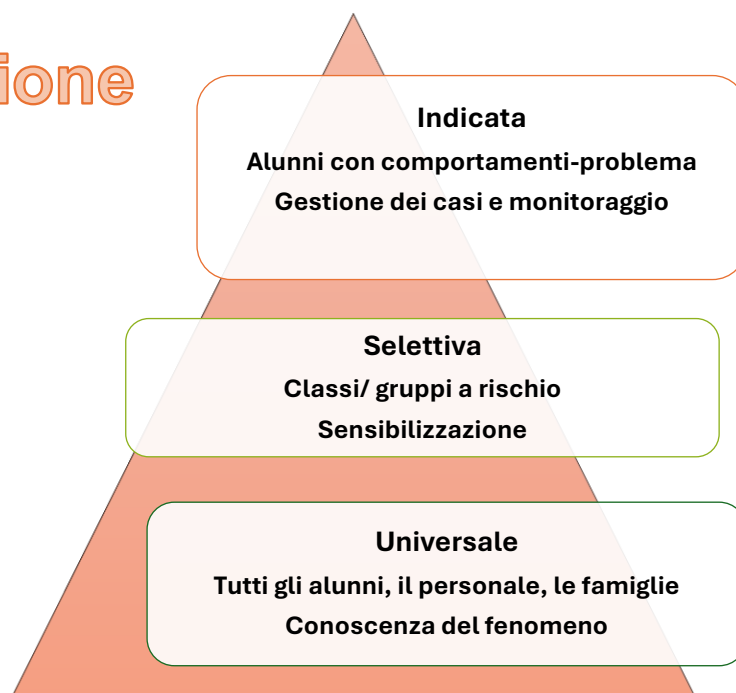 ione
Indicata
Alunni con comportamenti-problema
Gestione dei casi e monitoraggio
Selettiva
Classi/ gruppi a rischio
Sensibilizzazione
Universale
Tutti gli alunni, il personale, le famiglie
Conoscenza del fenomeno